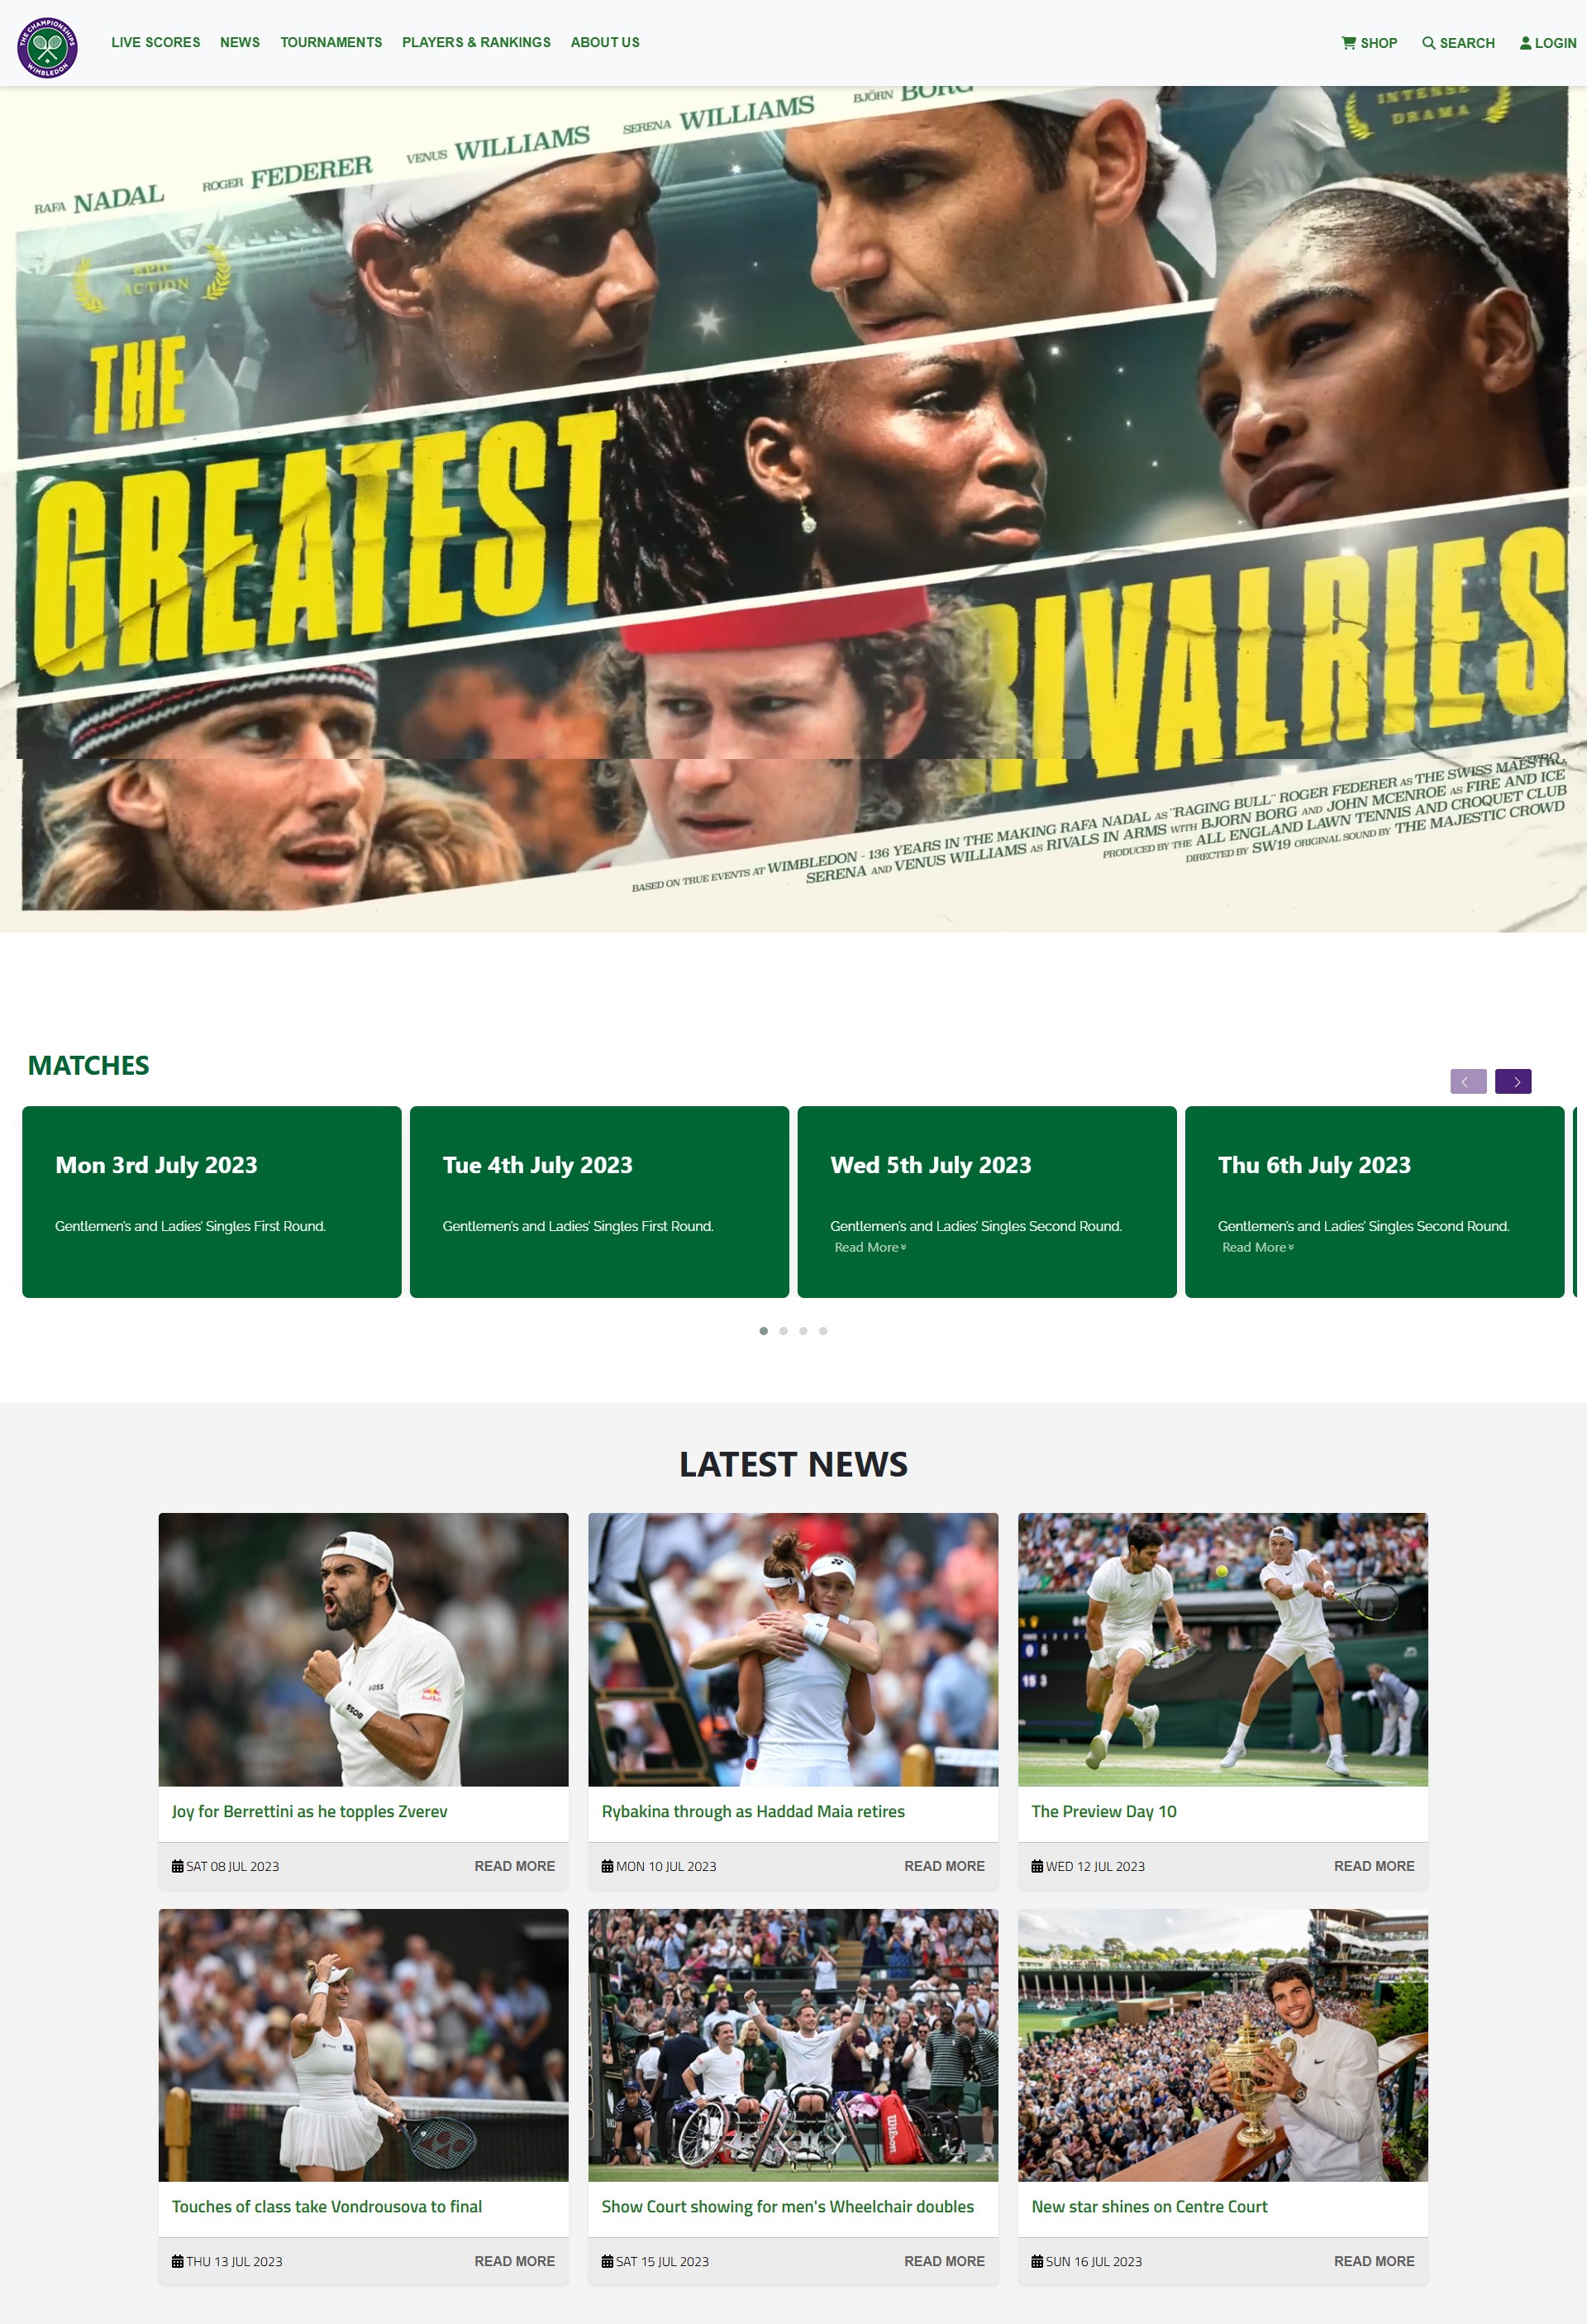 THE CHAMPIONSHIPS
WIMBLEDON
LIVE SCORES NEWS TOURNAMENTS PLAYERS & RANKINGS ABOUT US
SHOP SEARCH LOGIN
RAFA NADAL ROGER FEDERER VENUS WILLIAMS SERENA WILLIAMS BJÖRN BORG
INTENSE
DRAMA
EPIC
ACTION
THE
GREATEST
RIVALRIES
BASED ON TRUE EVENTS AT WIMBLEDON - 136 YEARS IN THE MAKING RAFA NADAL AS "RAGING BULL" ROGER FEDERER AS THE SWISS MAESTRO,
SERENA AND VENUS WILLIAMS AS RIVALS IN ARMS WITH BJORN BORG AND JOHN MCENROE AS FIRE AND ICE
PRODUCED BY THE ALL ENGLAND LAWN TENNIS AND CROQUET CLUB
DIRECTED BY SW19 ORIGINAL SOUND BY THE MAJESTIC CROWD
MATCHES
Mon 3rd July 2023
Gentlemen's and Ladies' Singles First Round.
Tue 4th July 2023
Gentlemen's and Ladies' Singles First Round.
Wed 5th July 2023
Gentlemen's and Ladies' Singles Second Round.
Read More
Thu 6th July 2023
Gentlemen's and Ladies' Singles Second Round.
Read More
LATEST NEWS
BOSS
Red Bull
BOSS
Joy for Berrettini as he topples Zverev
SAT 08 JUL 2023 READ MORE
Rybakina through as Haddad Maia retires
MON 10 JUL 2023 READ MORE
The Preview Day 10
WED 12 JUL 2023 READ MORE
Touches of class take Vondrousova to final
THU 13 JUL 2023 READ MORE
Wilson
Show Court showing for men's Wheelchair doubles
SAT 15 JUL 2023 READ MORE
New star shines on Centre Court
SUN 16 JUL 2023 READ MORE